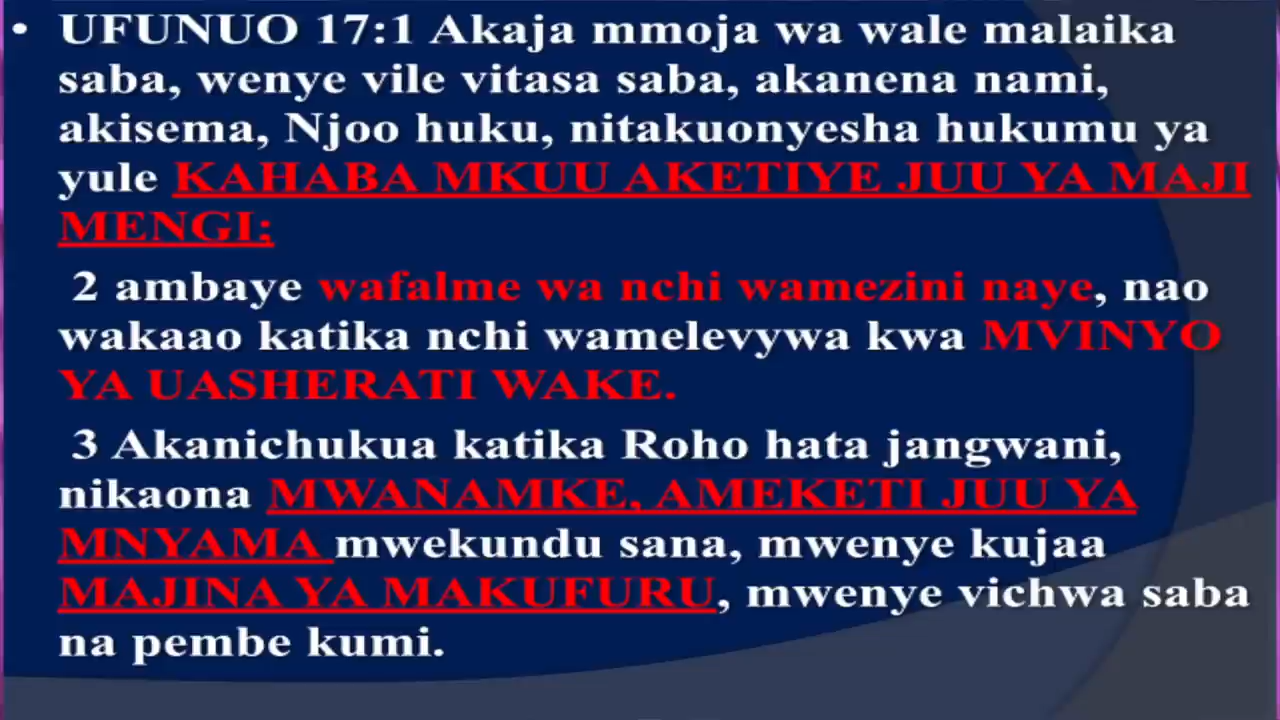 • UFUNUO 17:1 Akaja mmoja wa wale malaika
saba, wenye vile vitasa saba, akanena nami,
akisema, Njoo huku, nitakuonyesha hukumu ya
yule KAHABA MKUU AKETIYE JUU YA MAJI
MENGI;
2 ambaye wafalme wa nchi wamezini naye, nao
wakaao katika nchi wamelevywa kwa MVINYO
YA UASHERATI WAKE.
3 Akanichukua katika Roho hata jangwani,
nikaona MWANAMKE, AMEKETI JUU YA
MNYAMA mwekundu sana, mwenye kujaa
MAJINA YA MAKUFURU, mwenye vichwa saba
na pembe kumi.